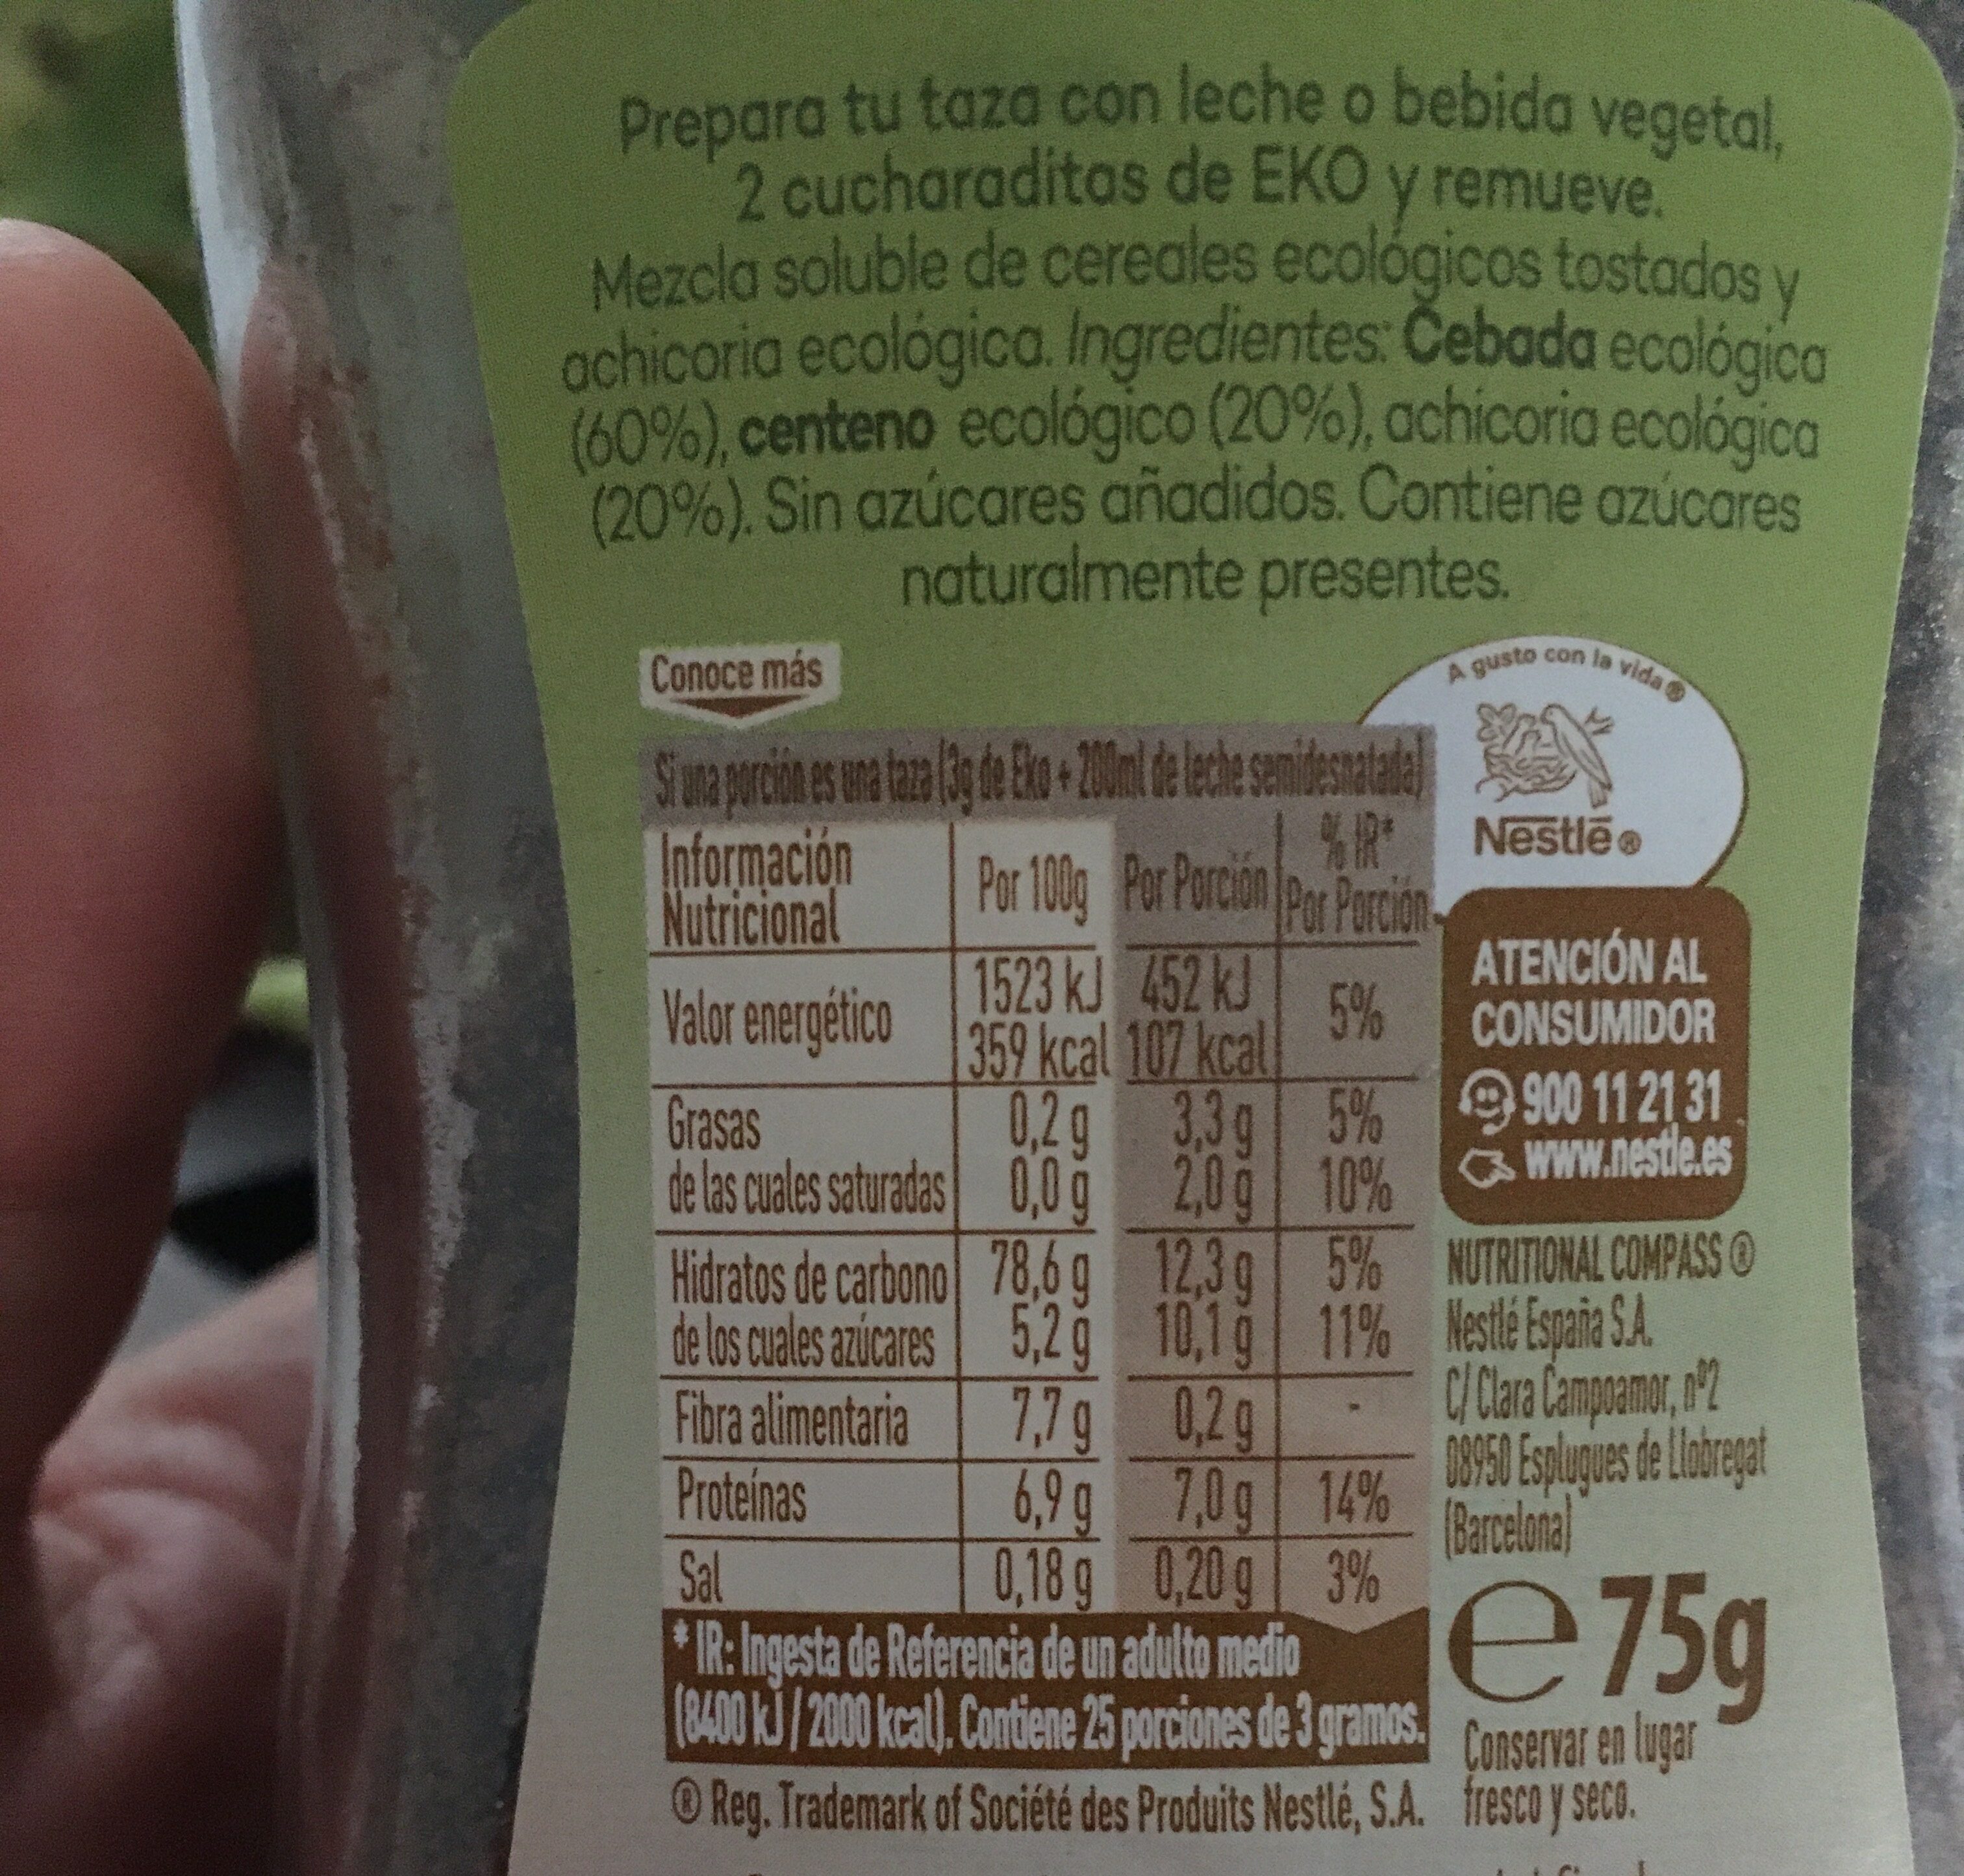 Prepara tu taza con leche o bebida vegetal,
2 cucharaditas de EKO y remueve.
Mezcla soluble de cereales ecológicos tostados y
achicoria ecológica. Ingredientes: Cebada ecológica
(60%), centeno ecológico (20%), achicoria ecológica
(20%). Sin azúcares añadidos. Contiene azúcares
naturalmente presentes.
Conoce más
A gusto con la vida ®
Nestlé ®
Si una porción es una taza (3g de Eko + 200ml de leche semidesnatada)
Información Nutricional Por 100g Por Porción % IR* Por Porción
Valor energético 1523 kJ 452 kJ 5%
359 kcal 107 kcal
Grasas 0,2 g 3,3 g 5%
de las cuales saturadas 0,0 g 2,0 g 10%
Hidratos de carbono 78,6 g 12,3 g 5%
de los cuales azúcares 5,2 g 10,1 g 11%
Fibra alimentaria 7,7 g 0,2 g -
Proteínas 6,9 g 7,0 g 14%
Sal 0,18 g 0,20 g 3%
* IR: Ingesta de Referencia de un adulto medio
(8400 kJ / 2000 kcal). Contiene 25 porciones de 3 gramos.
® Reg. Trademark of Société des Produits Nestlé, S.A.
ATENCIÓN AL
CONSUMIDOR
900 11 21 31
www.nestle.es
NUTRITIONAL COMPASS ®
Nestlé España S.A.
C/ Clara Campoamor, nº2
08950 Esplugues de Llobregat
(Barcelona)
e 75g
Conservar en lugar
fresco y seco.